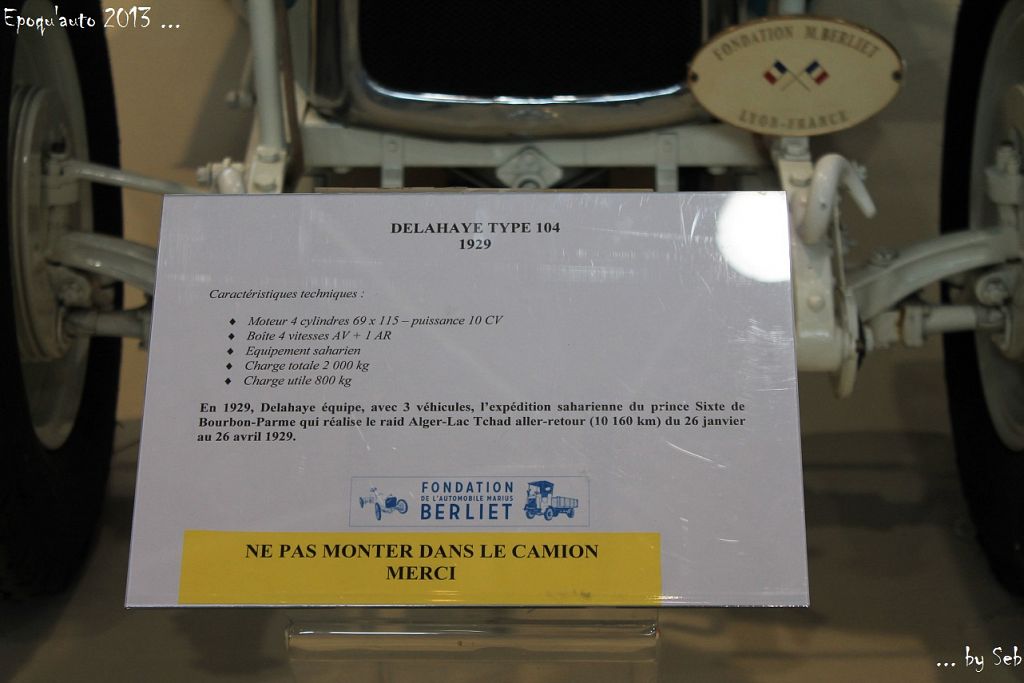 Epoqu'auto 2013 ...
FONDATION M.BERLIET
LYON-FRANCE
DELAHAYE TYPE 104
1929
Caractéristiques techniques :
♦ Moteur 4 cylindres 69 x 115 – puissance 10 CV
♦ Boîte 4 vitesses AV + 1 AR
♦ Equipement saharien
♦ Charge totale 2 000 kg
♦ Charge utile 800 kg
En 1929, Delahaye équipe, avec 3 véhicules, l'expédition saharienne du prince Sixte de
Bourbon-Parme qui réalise le raid Alger-Lac Tchad aller-retour (10 160 km) du 26 janvier
au 26 avril 1929.
FONDATION
DE L'AUTOMOBILE MARIUS
BERLIET
NE PAS MONTER DANS LE CAMION
MERCI
... by Seb